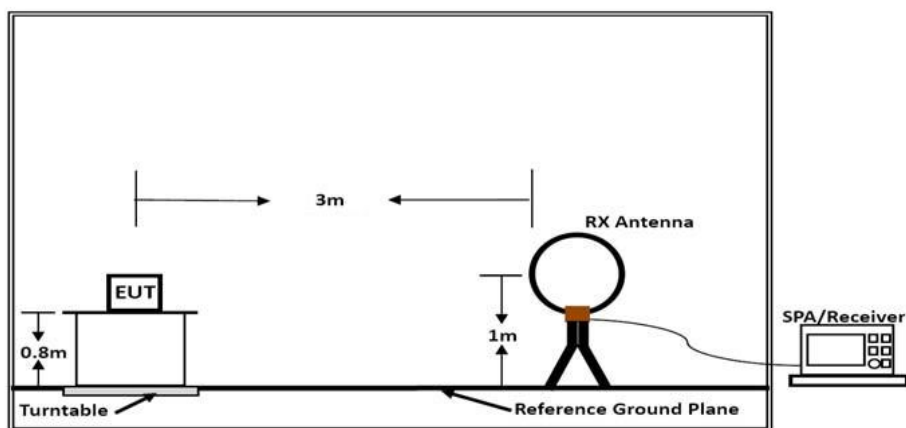 3m
RX Antenna
EUT
SPA/Receiver
0.8m
1m
Turntable
Reference Ground Plane